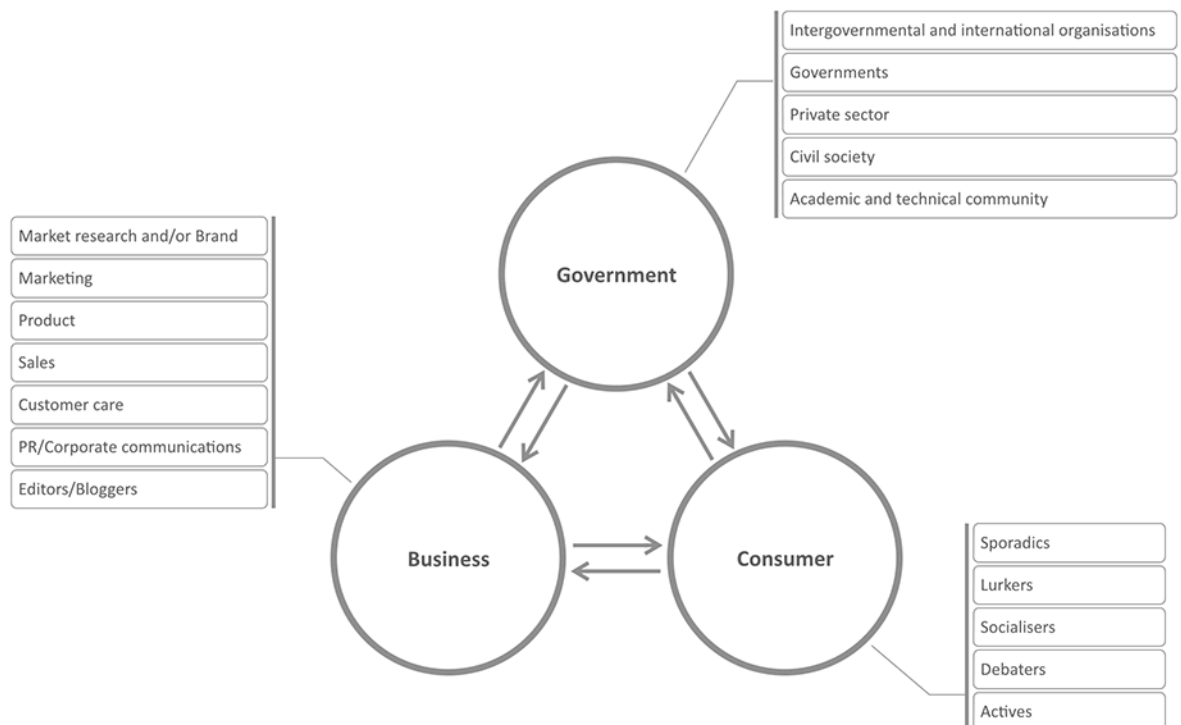 Intergovernmental and international organisations
Governments
Private sector
Civil society
Academic and technical community
Government
Market research and/or Brand
Marketing
Product
Sales
Customer care
PR/Corporate communications
Editors/Bloggers
Business
Consumer
Sporadics
Lurkers
Socialisers
Debaters
Actives